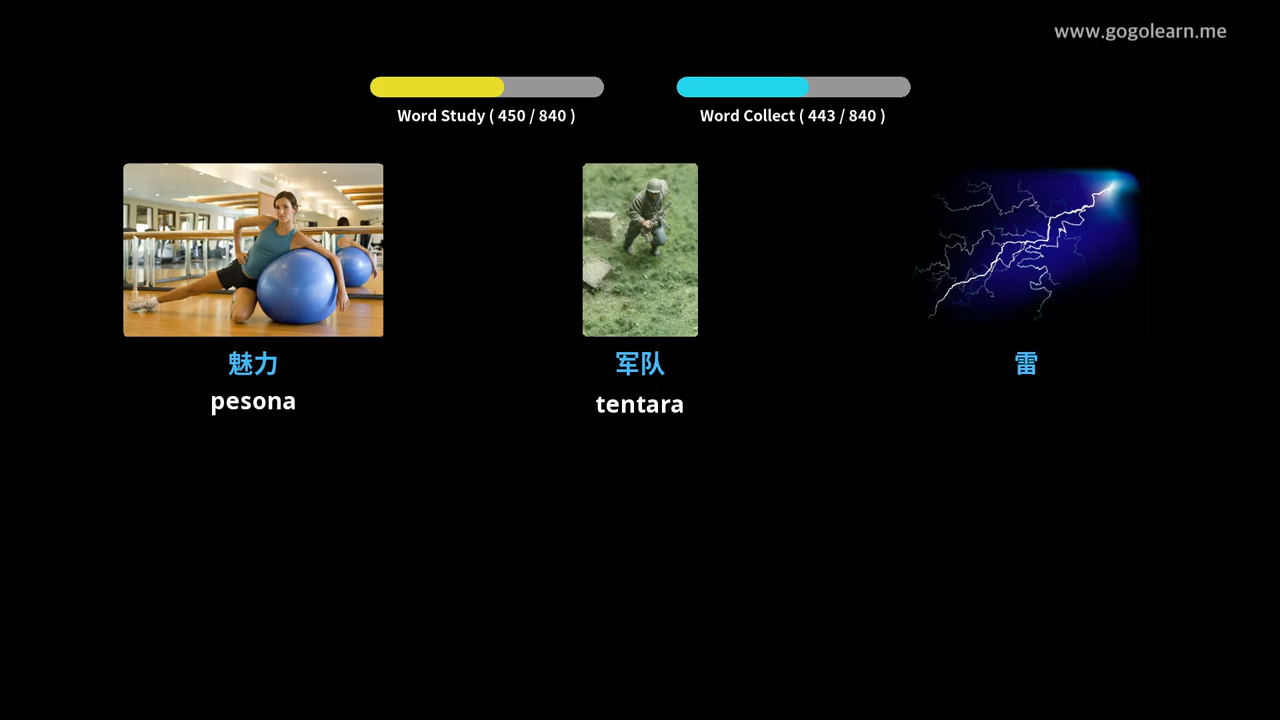 www.gogolearn.me
Word Study ( 450 / 840 )
Word Collect ( 443 / 840 )
魅力
军队
雷
pesona
tentara